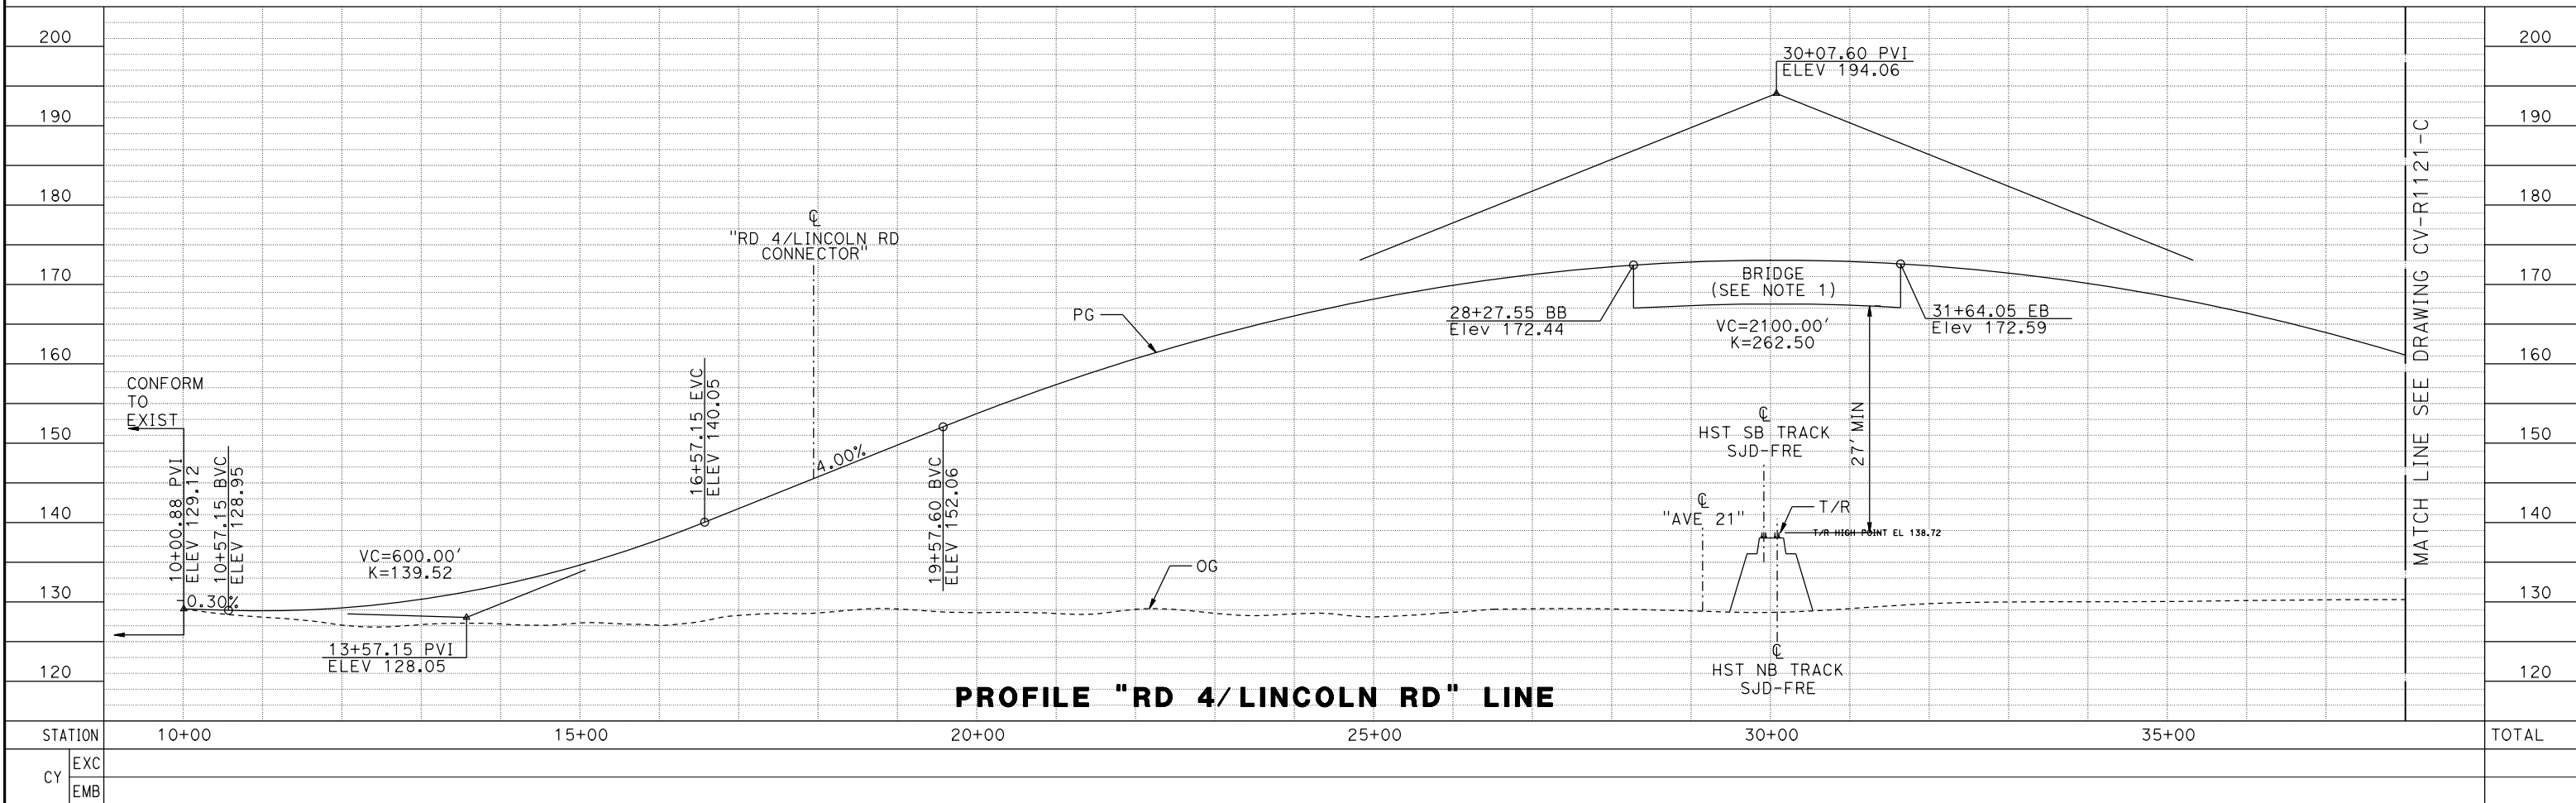 200
190
180
170
160
150
140
130
120
200
190
180
170
160
150
140
130
120
CONFORM
TO
EXIST
10+00.88 PVI
ELEV 129.12
10+57.15 BVC
ELEV 128.95
-0.30%
VC=600.00'
K=139.52
13+57.15 PVI
ELEV 128.05
16+57.15 EVC
ELEV 140.05
℄
"RD 4/LINCOLN RD
CONNECTOR"
4.00%
19+57.60 BVC
ELEV 152.06
PG
OG
30+07.60 PVI
ELEV 194.06
28+27.55 BB
Elev 172.44
BRIDGE
(SEE NOTE 1)
VC=2100.00'
K=262.50
31+64.05 EB
Elev 172.59
27' MIN
℄
HST SB TRACK
SJD-FRE
℄
"AVE 21"
T/R
T/R HIGH POINT EL 138.72
℄
HST NB TRACK
SJD-FRE
MATCH LINE SEE DRAWING CV-R1121-C
PROFILE "RD 4/LINCOLN RD" LINE
STATION 10+00 15+00 20+00 25+00 30+00 35+00 TOTAL
CY
EXC
EMB